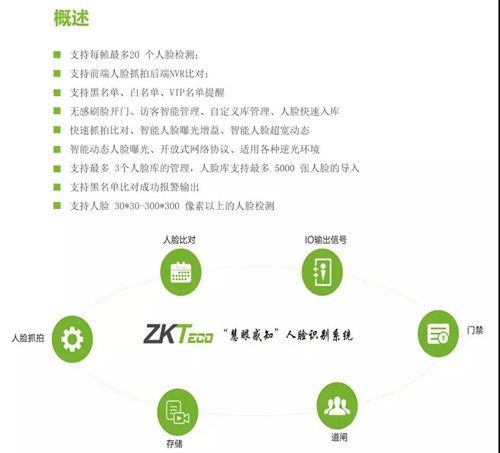 概述
支持每帧最多20 个人脸检测；
支持前端人脸抓拍后端NVR比对；
支持黑名单、白名单、VIP名单提醒
无感刷脸开门、访客智能管理、自定义库管理、人脸快速入库
快速抓拍比对、智能人脸曝光增益、智能人脸超宽动态
智能动态人脸曝光、开放式网络协议、适用各种逆光环境
支持最多 3个人脸库的管理，人脸库支持最多 5000 张人脸的导入
支持黑名单比对成功报警输出
支持人脸 30*30-300*300 像素以上的人脸检测
人脸比对
IO输出信号
人脸抓拍
ZKTECO “慧眼感知”人脸识别系统
门禁
存储
道闸